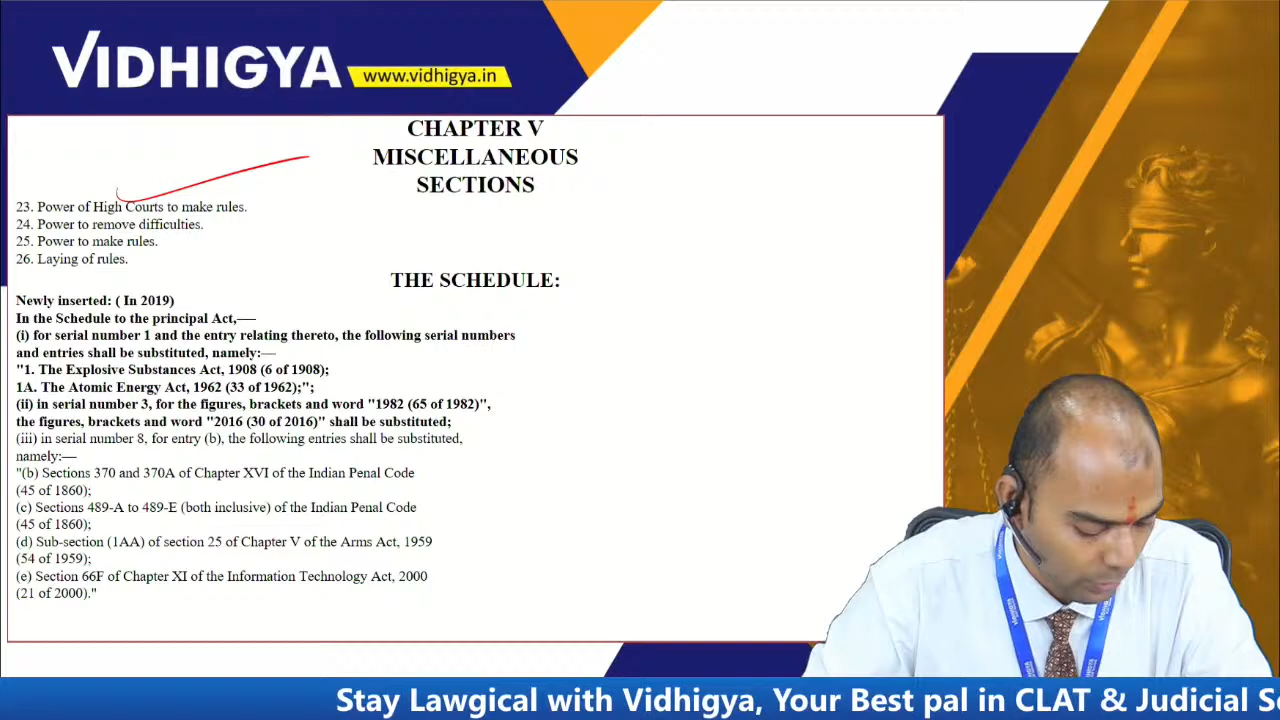 VIDHIGYA
www.vidhigya.in
CHAPTER V
MISCELLANEOUS
SECTIONS
23. Power of High Courts to make rules.
24. Power to remove difficulties.
25. Power to make rules.
26. Laying of rules.
THE SCHEDULE:
Newly inserted: ( In 2019)
In the Schedule to the principal Act,—
(i) for serial number 1 and the entry relating thereto, the following serial numbers
and entries shall be substituted, namely:—
"1. The Explosive Substances Act, 1908 (6 of 1908);
1A. The Atomic Energy Act, 1962 (33 of 1962);";
(ii) in serial number 3, for the figures, brackets and word "1982 (65 of 1982)",
the figures, brackets and word "2016 (30 of 2016)" shall be substituted;
(iii) in serial number 8, for entry (b), the following entries shall be substituted,
namely:—
"(b) Sections 370 and 370A of Chapter XVI of the Indian Penal Code
(45 of 1860);
(c) Sections 489-A to 489-E (both inclusive) of the Indian Penal Code
(45 of 1860);
(d) Sub-section (1AA) of section 25 of Chapter V of the Arms Act, 1959
(54 of 1959);
(e) Section 66F of Chapter XI of the Information Technology Act, 2000
(21 of 2000)."
Stay Lawgical with Vidhigya, Your Best pal in CLAT & Judicial S